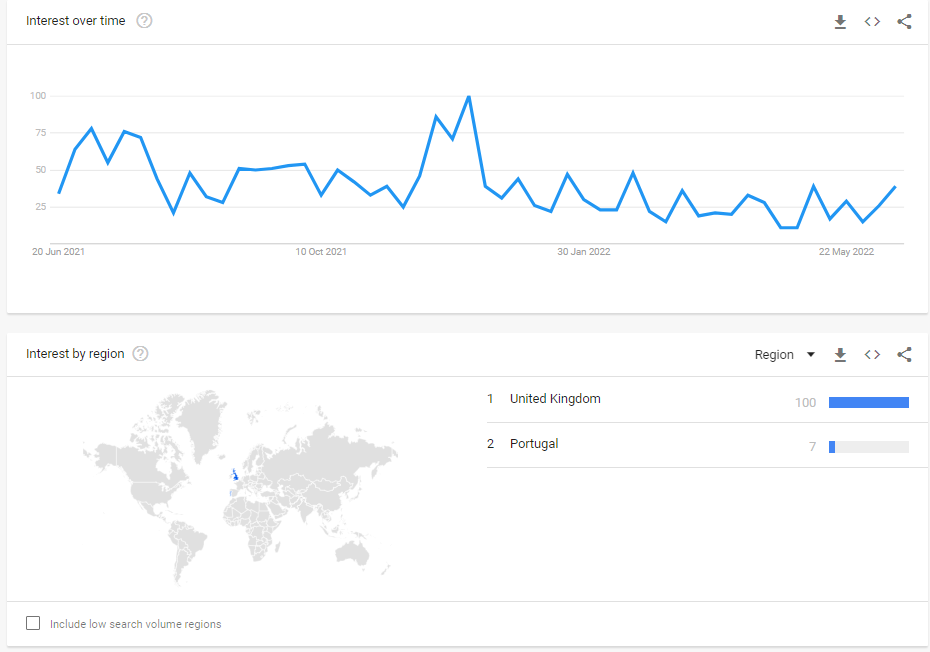 Interest over time ?
100
75
50
25
20 Jun 2021 10 Oct 2021 30 Jan 2022 22 May 2022
Interest by region ? Region
1 United Kingdom 100
2 Portugal 7
Include low search volume regions